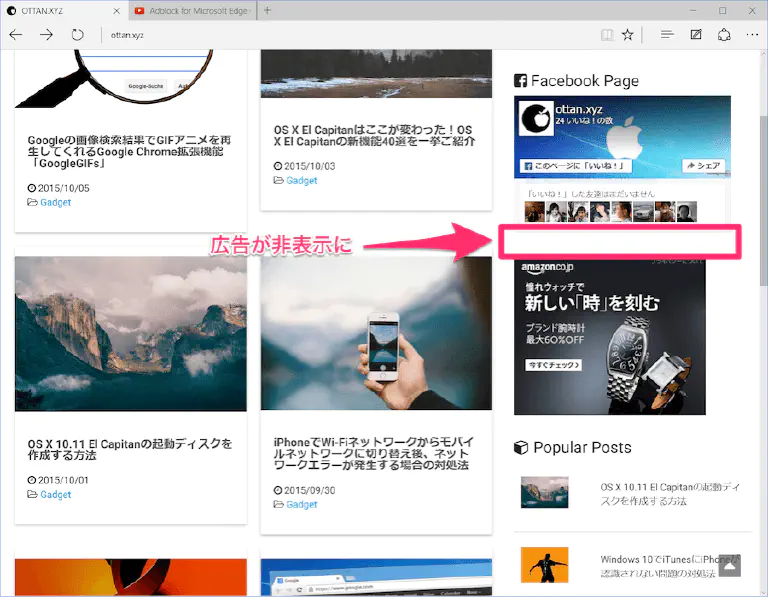 OTTAN.XYZ
Adblock for Microsoft Edge
ottan.xyz
Google-Suche
Googleの画像検索結果でGIFアニメを再
生してくれるGoogle Chrome拡張機能
「GoogleGIFs」
2015/10/05
Gadget
OS X El Capitanはここが変わった！OS
X El Capitanの新機能40選を一挙ご紹介
2015/10/03
Gadget
Facebook Page
ottan.xyz
24 いいね！の数
このページに「いいね！」
シェア
「いいね！」した友達はまだいません
広告が非表示に
amazon.co.jp
憧れウォッチで
新しい「時」を刻む
ブランド腕時計
最大60%OFF
今すぐチェック
OS X 10.11 El Capitanの起動ディスクを
作成する方法
2015/10/01
Gadget
iPhoneでWi-Fiネットワークからモバイ
ルネットワークに切り替え後、ネット
ワークエラーが発生する場合の対処法
2015/09/30
Gadget
Popular Posts
OS X 10.11 El Capitanの起動ディ
スクを作成する方法
Windows 10でiTunesにiPhoneが
認識されない問題の対処法
Google